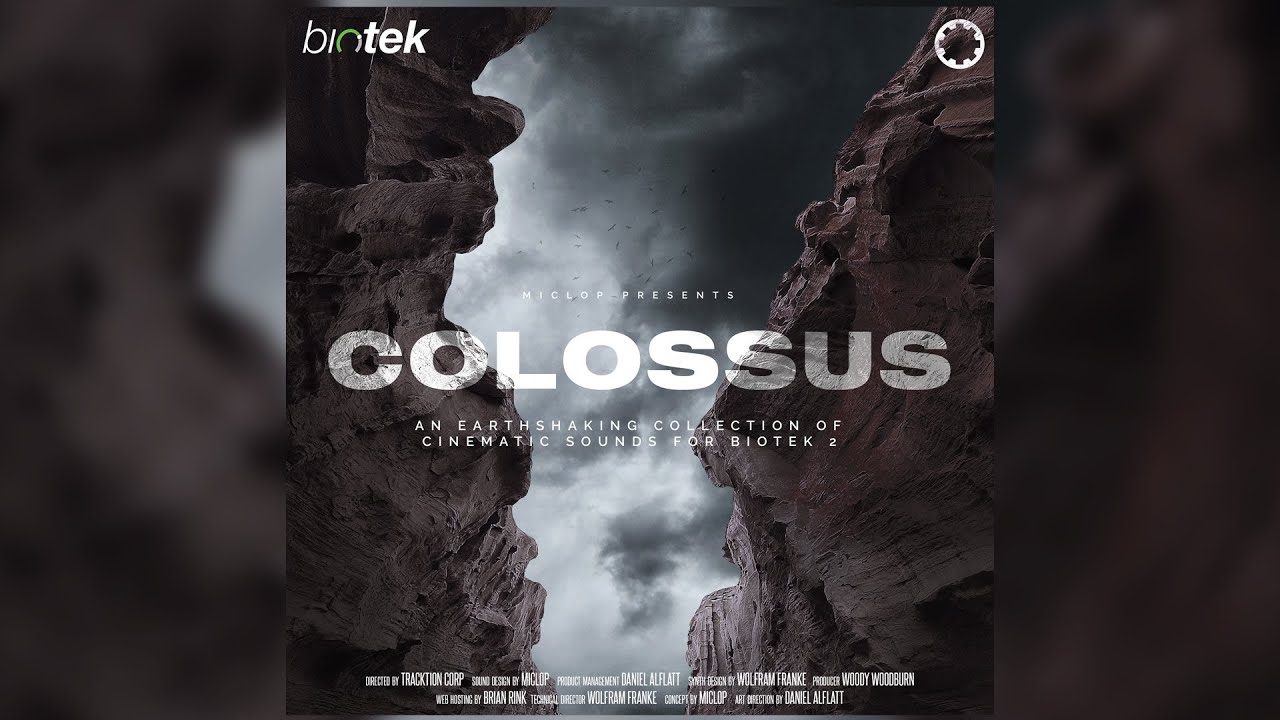 biotek
MICLOP PRESENTS
COLOSSUS
AN EARTHSHAKING COLLECTION OF
CINEMATIC SOUNDS FOR BIOTEK 2
DIRECTED BY TRACKTION CORP SOUND DESIGN BY MICLOP PRODUCT MANAGEMENT DANIEL ALFLATT SYNTH DESIGN BY WOLFRAM FRANKE PRODUCER WOODY WOODBURN
WEB HOSTING BY BRIAN RINK TECHNICAL DIRECTOR WOLFRAM FRANKE CONCEPT BY MICLOP ART DIRECTION BY DANIEL ALFLATT